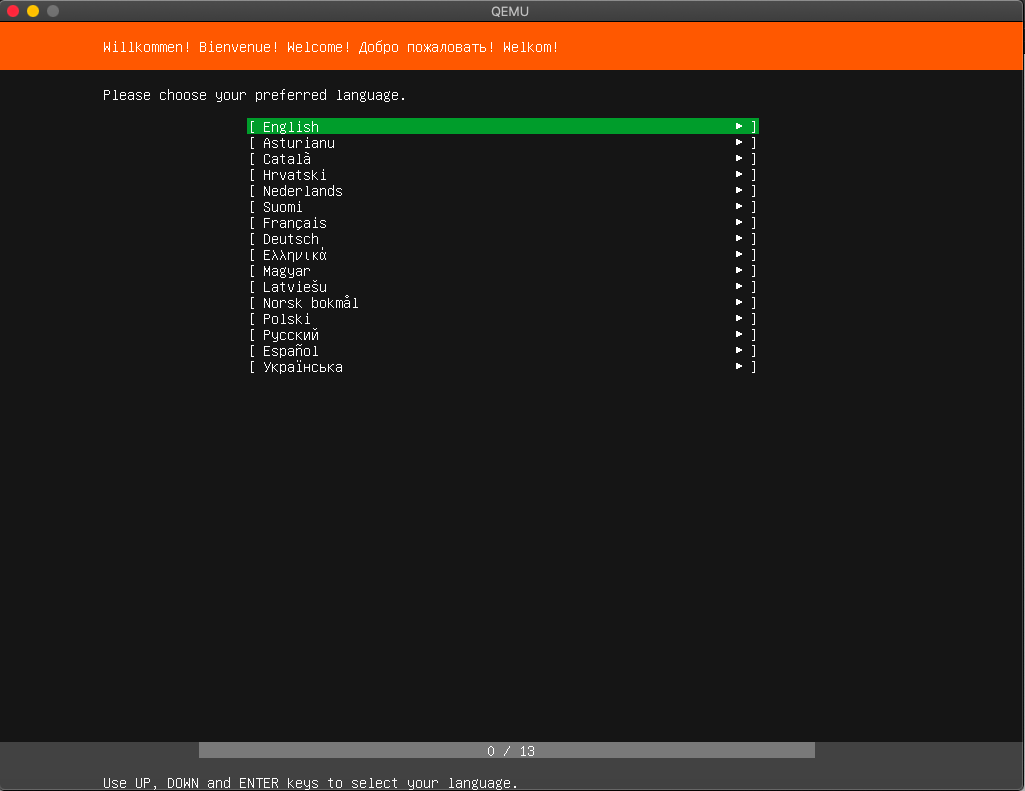 QEMU
Willkommen! Bienvenue! Welcome! Добро пожаловать! Welkom!
Please choose your preferred language.
[ English ▸ ]
[ Asturianu ▸ ]
[ Català ▸ ]
[ Hrvatski ▸ ]
[ Nederlands ▸ ]
[ Suomi ▸ ]
[ Français ▸ ]
[ Deutsch ▸ ]
[ Ελληνικά ▸ ]
[ Magyar ▸ ]
[ Latviešu ▸ ]
[ Norsk bokmål ▸ ]
[ Polski ▸ ]
[ Русский ▸ ]
[ Español ▸ ]
[ Українська ▸ ]
0 / 13
Use UP, DOWN and ENTER keys to select your language.